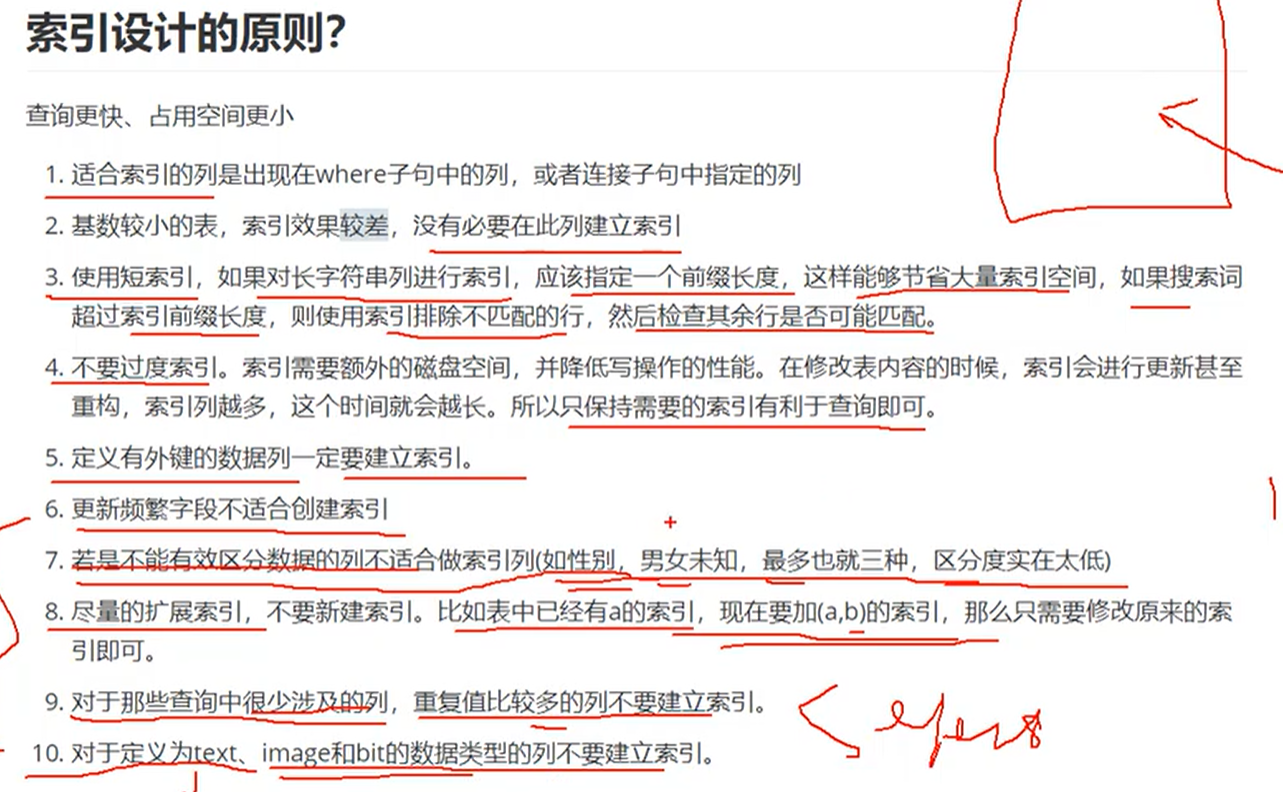 索引设计的原则?
查询更快、占用空间更小
1. 适合索引的列是出现在where子句中的列，或者连接子句中指定的列
2. 基数较小的表，索引效果较差，没有必要在此列建立索引
3. 使用短索引，如果对长字符串列进行索引，应该指定一个前缀长度，这样能够节省大量索引空间，如果搜索词
超过索引前缀长度，则使用索引排除不匹配的行，然后检查其余行是否可能匹配。
4. 不要过度索引。索引需要额外的磁盘空间，并降低写操作的性能。在修改表内容的时候，索引会进行更新甚至
重构，索引列越多，这个时间就会越长。所以只保持需要的索引有利于查询即可。
5. 定义有外键的数据列一定要建立索引。
6. 更新频繁字段不适合创建索引
7. 若是不能有效区分数据的列不适合做索引列(如性别，男女未知，最多也就三种，区分度实在太低)
8. 尽量的扩展索引，不要新建索引。比如表中已经有a的索引，现在要加(a,b)的索引，那么只需要修改原来的索
引即可。
9. 对于那些查询中很少涉及的列，重复值比较多的列不要建立索引。
10. 对于定义为text、image和bit的数据类型的列不要建立索引。